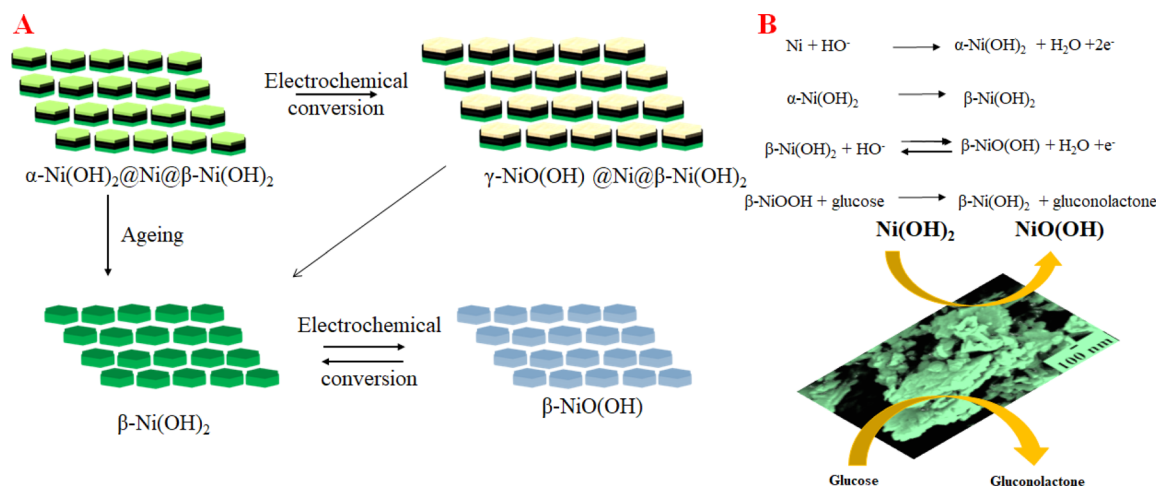 A
Electrochemical
conversion
α-Ni(OH)₂@Ni@β-Ni(OH)₂
γ-NiO(OH) @Ni@β-Ni(OH)₂
Ageing
Electrochemical
conversion
β-Ni(OH)₂
β-NiO(OH)
B
Ni + HO⁻ → α-Ni(OH)₂ + H₂O +2e⁻
α-Ni(OH)₂ → β-Ni(OH)₂
β-Ni(OH)₂ + HO⁻ ⇌ β-NiO(OH) + H₂O +e⁻
β-NiOOH + glucose → β-Ni(OH)₂ + gluconolactone
Ni(OH)₂ NiO(OH)
100 nm
Glucose Gluconolactone